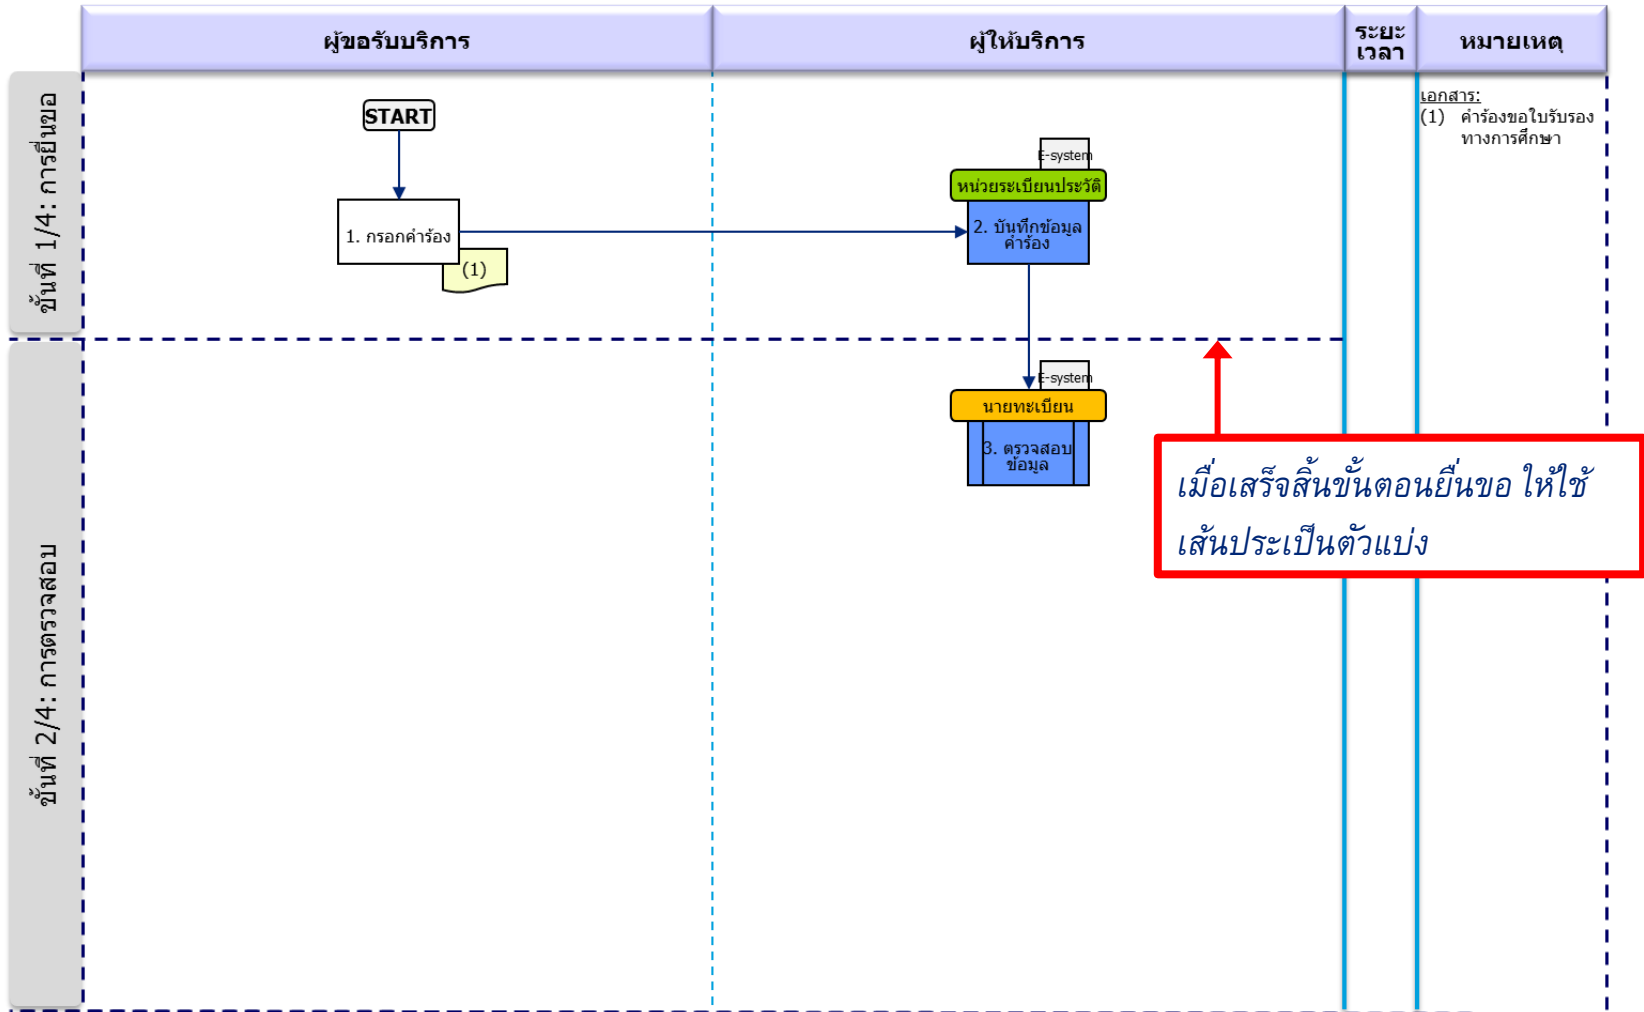 ผู้ขอรับบริการ
ผู้ให้บริการ
ระยะ
เวลา
หมายเหตุ
ขั้นที่ 1/4: การยื่นขอ
START
เอกสาร:
(1) คำร้องขอใบรับรอง
ทางการศึกษา
E-system
หน่วยระเบียนประวัติ
1. กรอกคำร้อง
2. บันทึกข้อมูล
คำร้อง
(1)
ขั้นที่ 2/4: การตรวจสอบ
E-system
นายทะเบียน
3. ตรวจสอบ
ข้อมูล
เมื่อเสร็จสิ้นขั้นตอนยื่นขอ ให้ใช้
เส้นประเป็นตัวแบ่ง